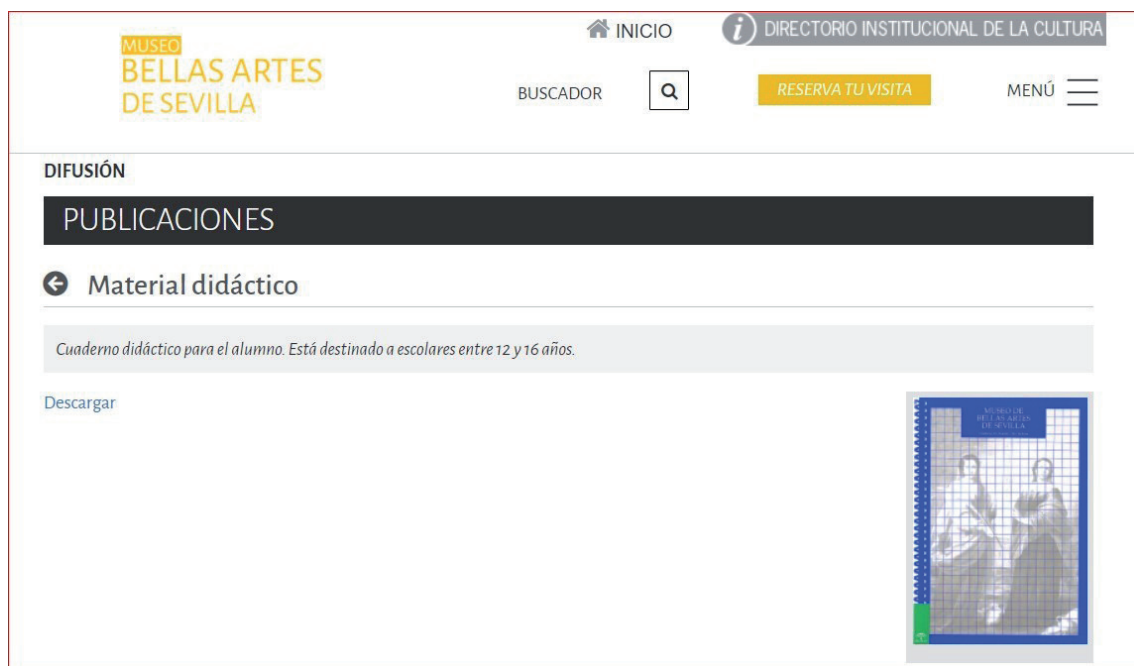 INICIO
DIRECTORIO INSTITUCIONAL DE LA CULTURA
MUSEO
BELLAS ARTES
DE SEVILLA
BUSCADOR
RESERVA TU VISITA
MENÚ
DIFUSIÓN
PUBLICACIONES
Material didáctico
Cuaderno didáctico para el alumno. Está destinado a escolares entre 12 y 16 años.
Descargar
MUSEO DE
BELLAS ARTES
DE SEVILLA